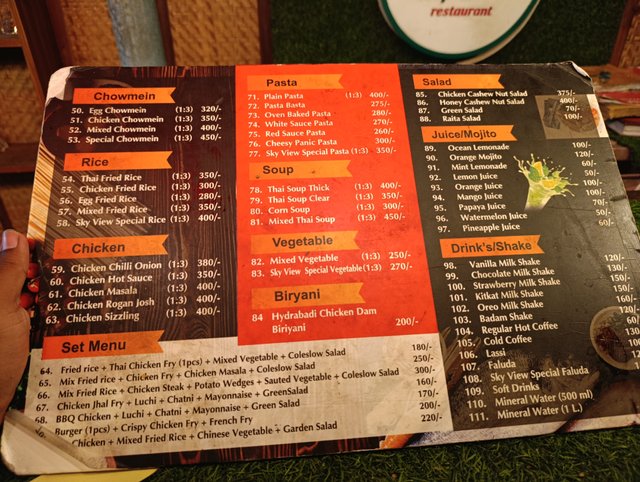 restaurant
Chowmein
50. Egg Chowmein (1:3) 320/-
51. Chicken Chowmein (1:3) 350/-
52. Mixed Chowmein (1:3) 400/-
53. Special Chowmein (1:3) 450/-
Rice
54. Thai Fried Rice (1:3) 350/-
55. Chicken Fried Rice (1:3) 300/-
56. Egg Fried Rice (1:3) 280/-
57. Mixed Fried Rice (1:3) 350/-
58. Sky View Special Rice (1:3) 400/-
Chicken
59. Chicken Chilli Onion (1:3) 380/-
60. Chicken Hot Sauce (1:3) 350/-
61. Chicken Masala (1:3) 400/-
62. Chicken Rogan Josh (1:3) 400/-
63. Chicken Sizzling (1:3) 400/-
Set Menu
64. Fried rice + Thai Chicken Fry (1pcs) + Mixed Vegetable + Coleslow Salad 180/-
65. Mix Fried rice + Chicken Fry + Chicken Masala + Coleslow Salad 250/-
66. Mix Fried Rice + Chicken Steak + Potato Wedges + Sauted Vegetable + Coleslow Salad 300/-
67. Chicken Jhal Fry + Luchi + Chatni + Mayonnaise + GreenSalad 160/-
68. BBQ Chicken + Luchi + Chatni + Mayonnaise + Green Salad 170/-
Burger (1pcs) + Crispy Chicken Fry + French Fry 200/-
Chicken + Mixed Fried Rice + Chinese Vegetable + Garden Salad 220/-
Pasta
71. Plain Pasta (1:3) 400/-
72. Pasta Basta 275/-
73. Oven Baked Pasta 280/-
74. White Sauce Pasta 270/-
75. Red Sauce Pasta 260/-
76. Cheesy Panic Pasta 300/-
77. Sky View Special Pasta (1:3) 350/-
Soup
78. Thai Soup Thick (1:3) 400/-
79. Thai Soup Clear (1:3) 350/-
80. Corn Soup (1:3) 300/-
81. Mixed Thai Soup (1:3) 450/-
Vegetable
82. Mixed Vegetable (1:3) 250/-
83. Sky View Special Vegetable(1:3) 270/-
Biryani
84 Hydrabadi Chicken Dam
Biriyani 200/-
Salad
85. Chicken Cashew Nut Salad 375/-
86. Honey Cashew Nut Salad 400/-
87. Green Salad 70/-
88. Raita Salad 100/-
Juice/Mojito
89. Ocean Lemonade 100/-
90. Orange Mojito 120/-
91. Mint Lemonade 60/-
92. Lemon Juice 50/-
93. Orange Juice 100/-
94. Mango Juice 100/-
95. Papaya Juice 50/-
96. Watermelon Juice 50/-
97. Pineapple Juice 60/-
Drink's/Shake
98. Vanilla Milk Shake 120/-
99. Chocolate Milk Shake 130/-
100. Strawberry Milk Shake 150/-
101. Kitkat Milk Shake 150/-
102. Oreo Milk Shake 160/-
103. Badam Shake
104. Regular Hot Coffee
105. Cold Coffee
106. Lassi
107. Faluda
108. Sky View Special Faluda
109. Soft Drinks
110. Mineral Water (500 ml)
111. Mineral Water (1 L.)